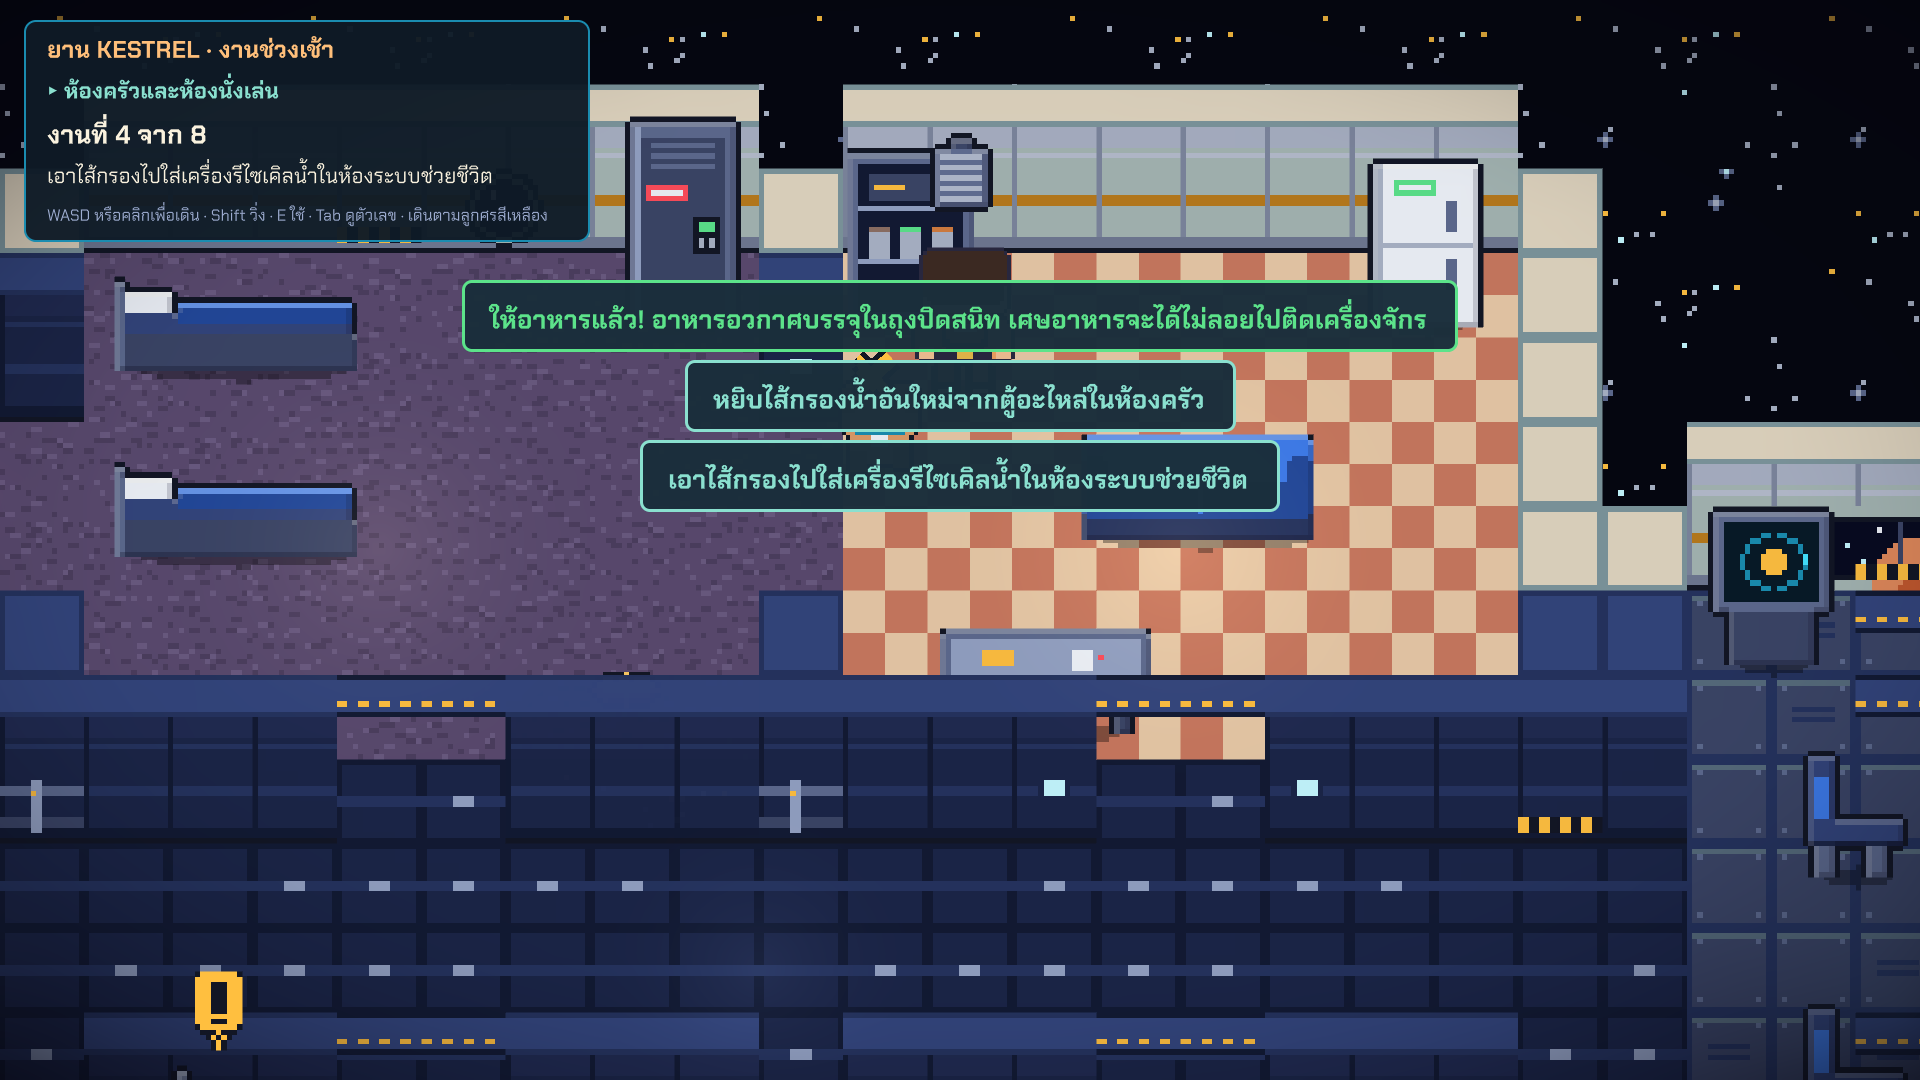 ยาน KESTREL · งานช่วงเช้า
▸ ห้องครัวและห้องนั่งเล่น
งานที่ 4 จาก 8
เอาไส้กรองไปใส่เครื่องรีไซเคิลน้ำในห้องระบบช่วยชีวิต
WASD หรือคลิกเพื่อเดิน · Shift วิ่ง · E ใช้ · Tab ดูตัวเลข · เดินตามลูกศรสีเหลือง
ให้อาหารแล้ว! อาหารอวกาศบรรจุในถุงปิดสนิท เศษอาหารจะได้ไม่ลอยไปติดเครื่องจักร
หยิบไส้กรองน้ำอันใหม่จากตู้อะไหล่ในห้องครัว
เอาไส้กรองไปใส่เครื่องรีไซเคิลน้ำในห้องระบบช่วยชีวิต